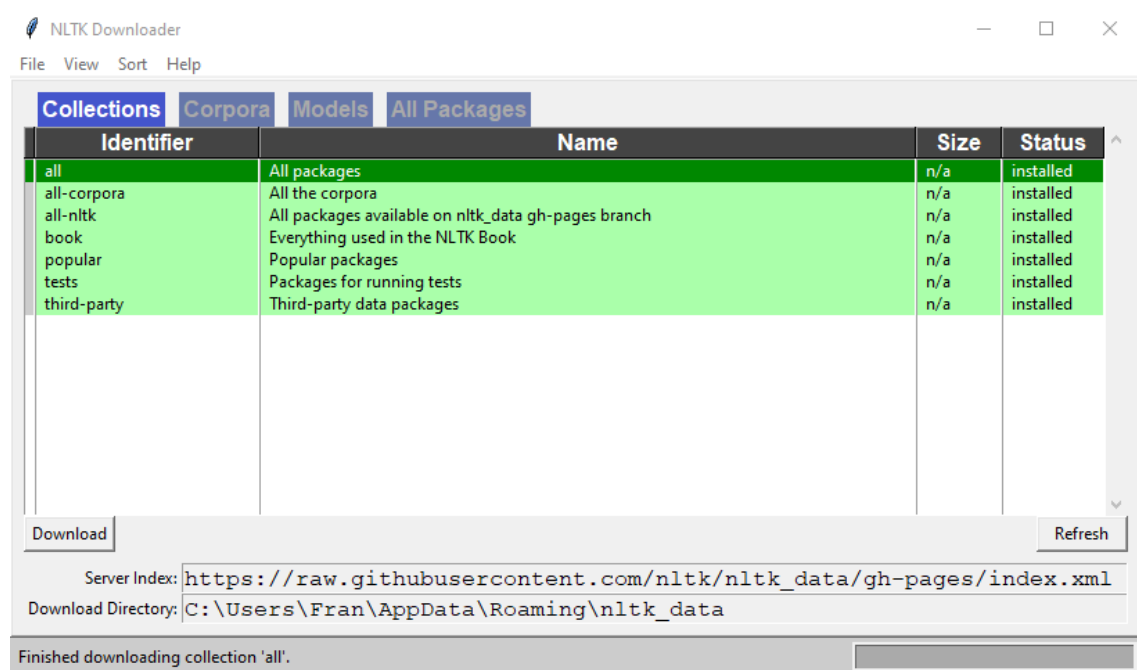 NLTK Downloader
File View Sort Help
Collections Corpora Models All Packages
Identifier Name Size Status
all All packages n/a installed
all-corpora All the corpora n/a installed
all-nltk All packages available on nltk_data gh-pages branch n/a installed
book Everything used in the NLTK Book n/a installed
popular Popular packages n/a installed
tests Packages for running tests n/a installed
third-party Third-party data packages n/a installed
Download Refresh
Server Index: https://raw.githubusercontent.com/nltk/nltk_data/gh-pages/index.xml
Download Directory: C:\Users\Fran\AppData\Roaming\nltk_data
Finished downloading collection 'all'.